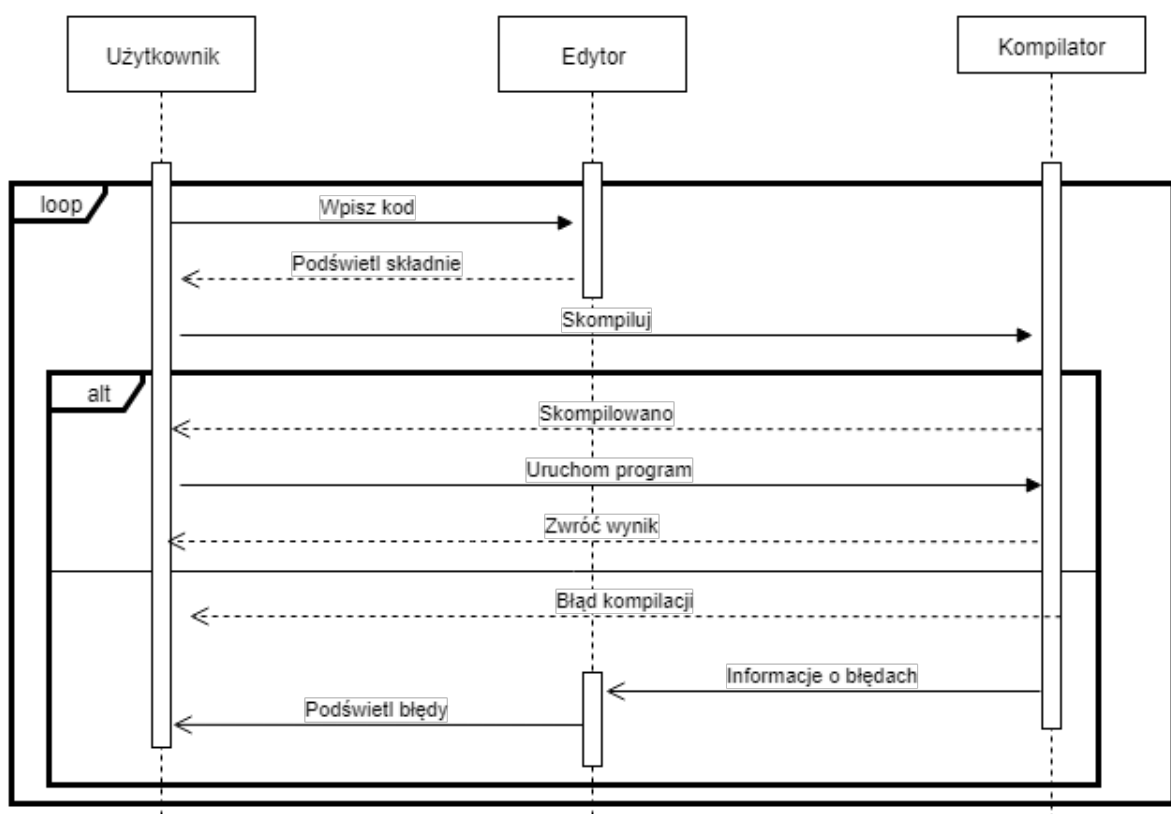 Użytkownik
Edytor
Kompilator
loop
Wpisz kod
Podświetl składnie
Skompiluj
alt
Skompilowano
Uruchom program
Zwróć wynik
Błąd kompilacji
Informacje o błędach
Podświetl błędy